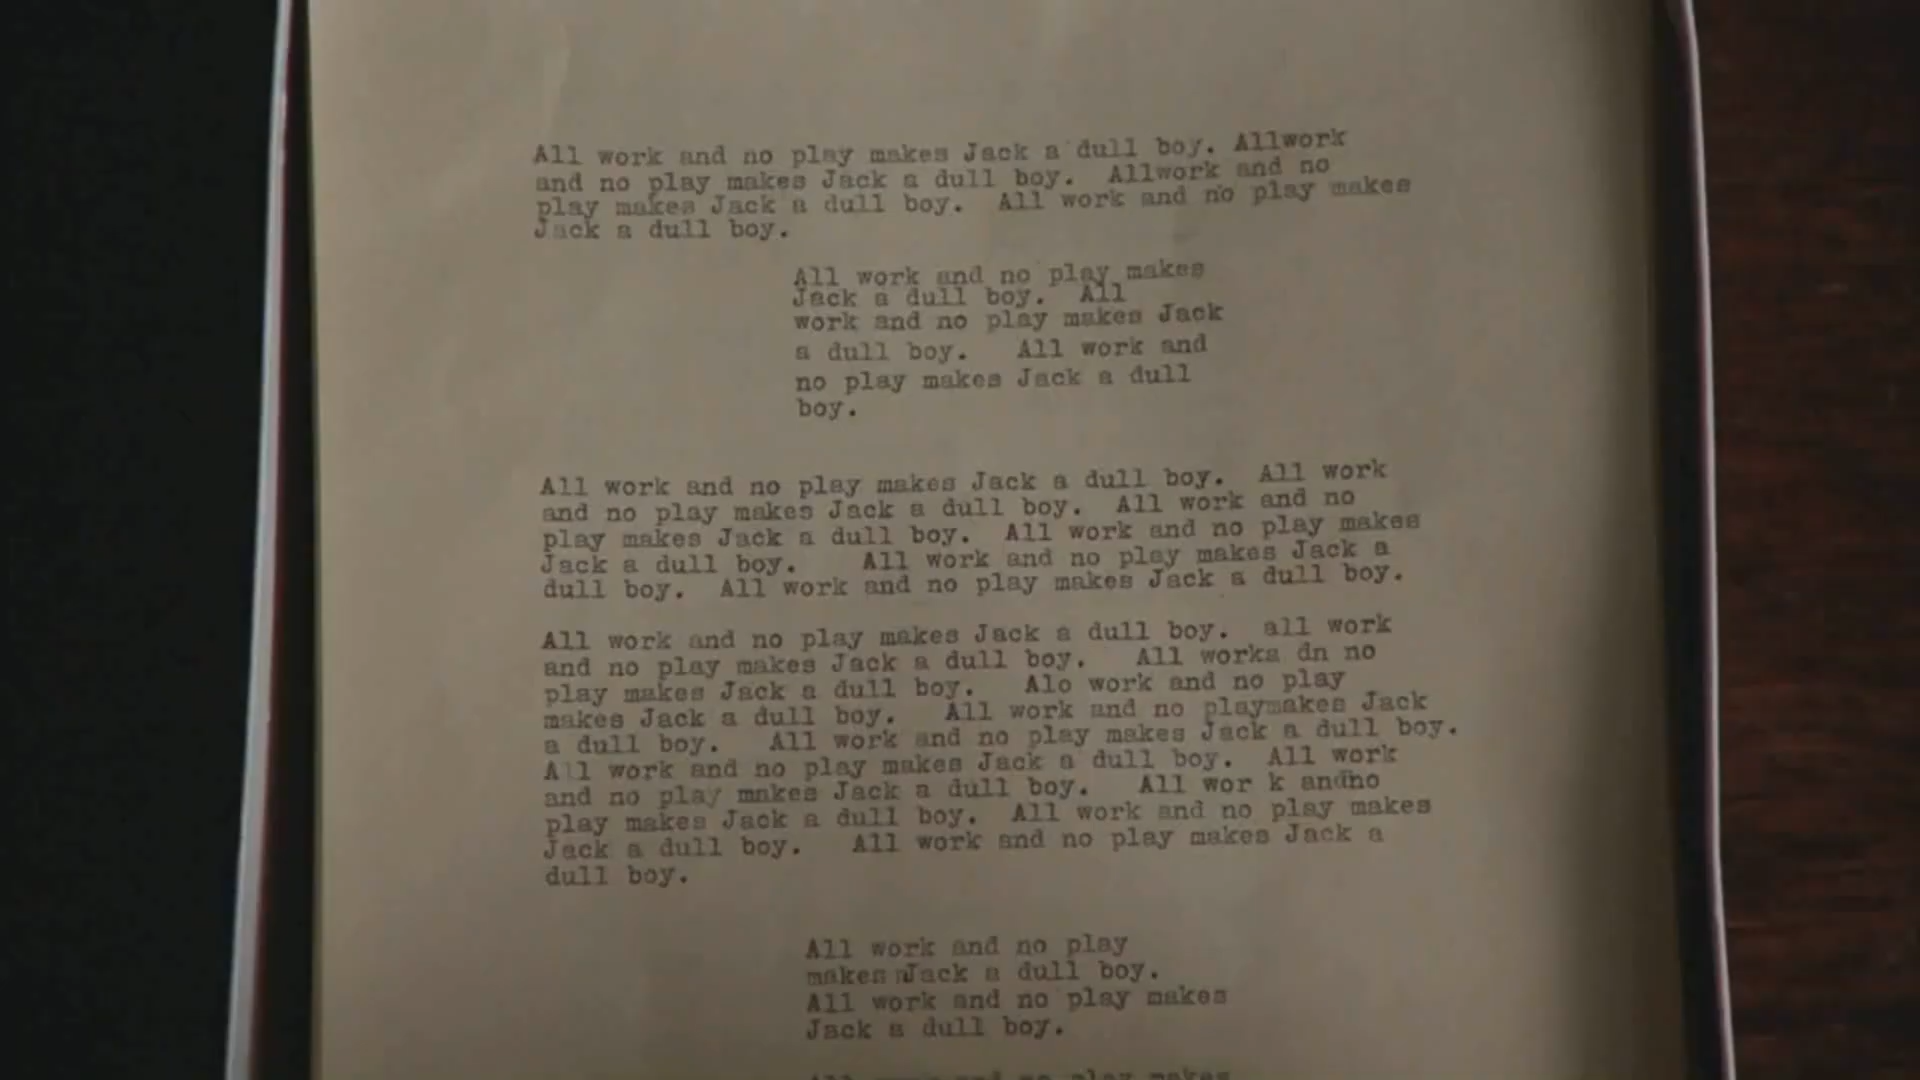 All work and no play makes Jack a dull boy. Allwork
and no play makes Jack a dull boy. Allwork and no
play makes Jack a dull boy. All work and no play makes
Jack a dull boy.
All work and no play makes
Jack a dull boy. All
work and no play makes Jack
a dull boy. All work and
no play makes Jack a dull
boy.
All work and no play makes Jack a dull boy. All work
and no play makes Jack a dull boy. All work and no
play makes Jack a dull boy. All work and no play makes
Jack a dull boy. All work and no play makes Jack a
dull boy. All work and no play makes Jack a dull boy.
All work and no play makes Jack a dull boy. all work
and no play makes Jack a dull boy. All worka dn no
play makes Jack a dull boy. Alo work and no play
makes Jack a dull boy. All work and no playmakes Jack
a dull boy. All work and no play makes Jack a dull boy.
All work and no play makes Jack a dull boy. All work
and no play makes Jack a dull boy. All wor k andno
play makes Jack a dull boy. All work and no play makes
Jack a dull boy. All work and no play makes Jack a
dull boy.
All work and no play
makes Jack a dull boy.
All work and no play makes
Jack a dull boy.
All work and no play makes